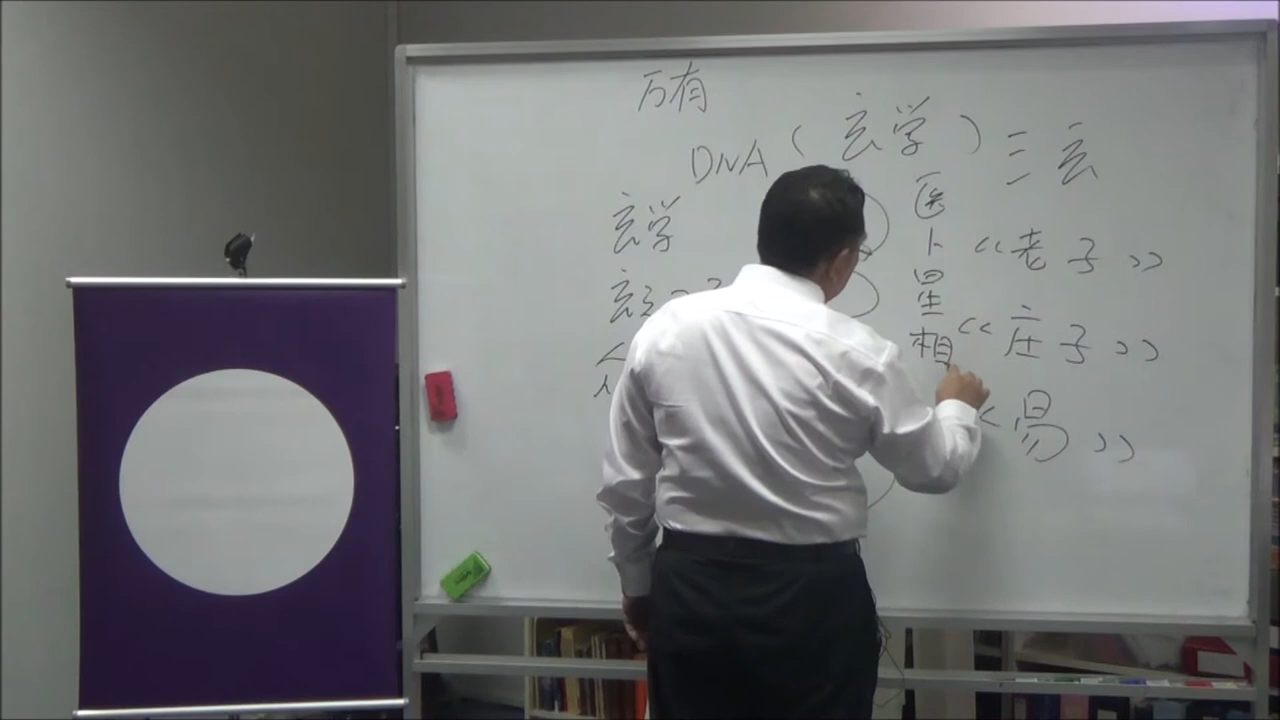 万有
DNA (玄学) 三玄
玄学
医
卜
星
相
《老子》
《庄子》
易》